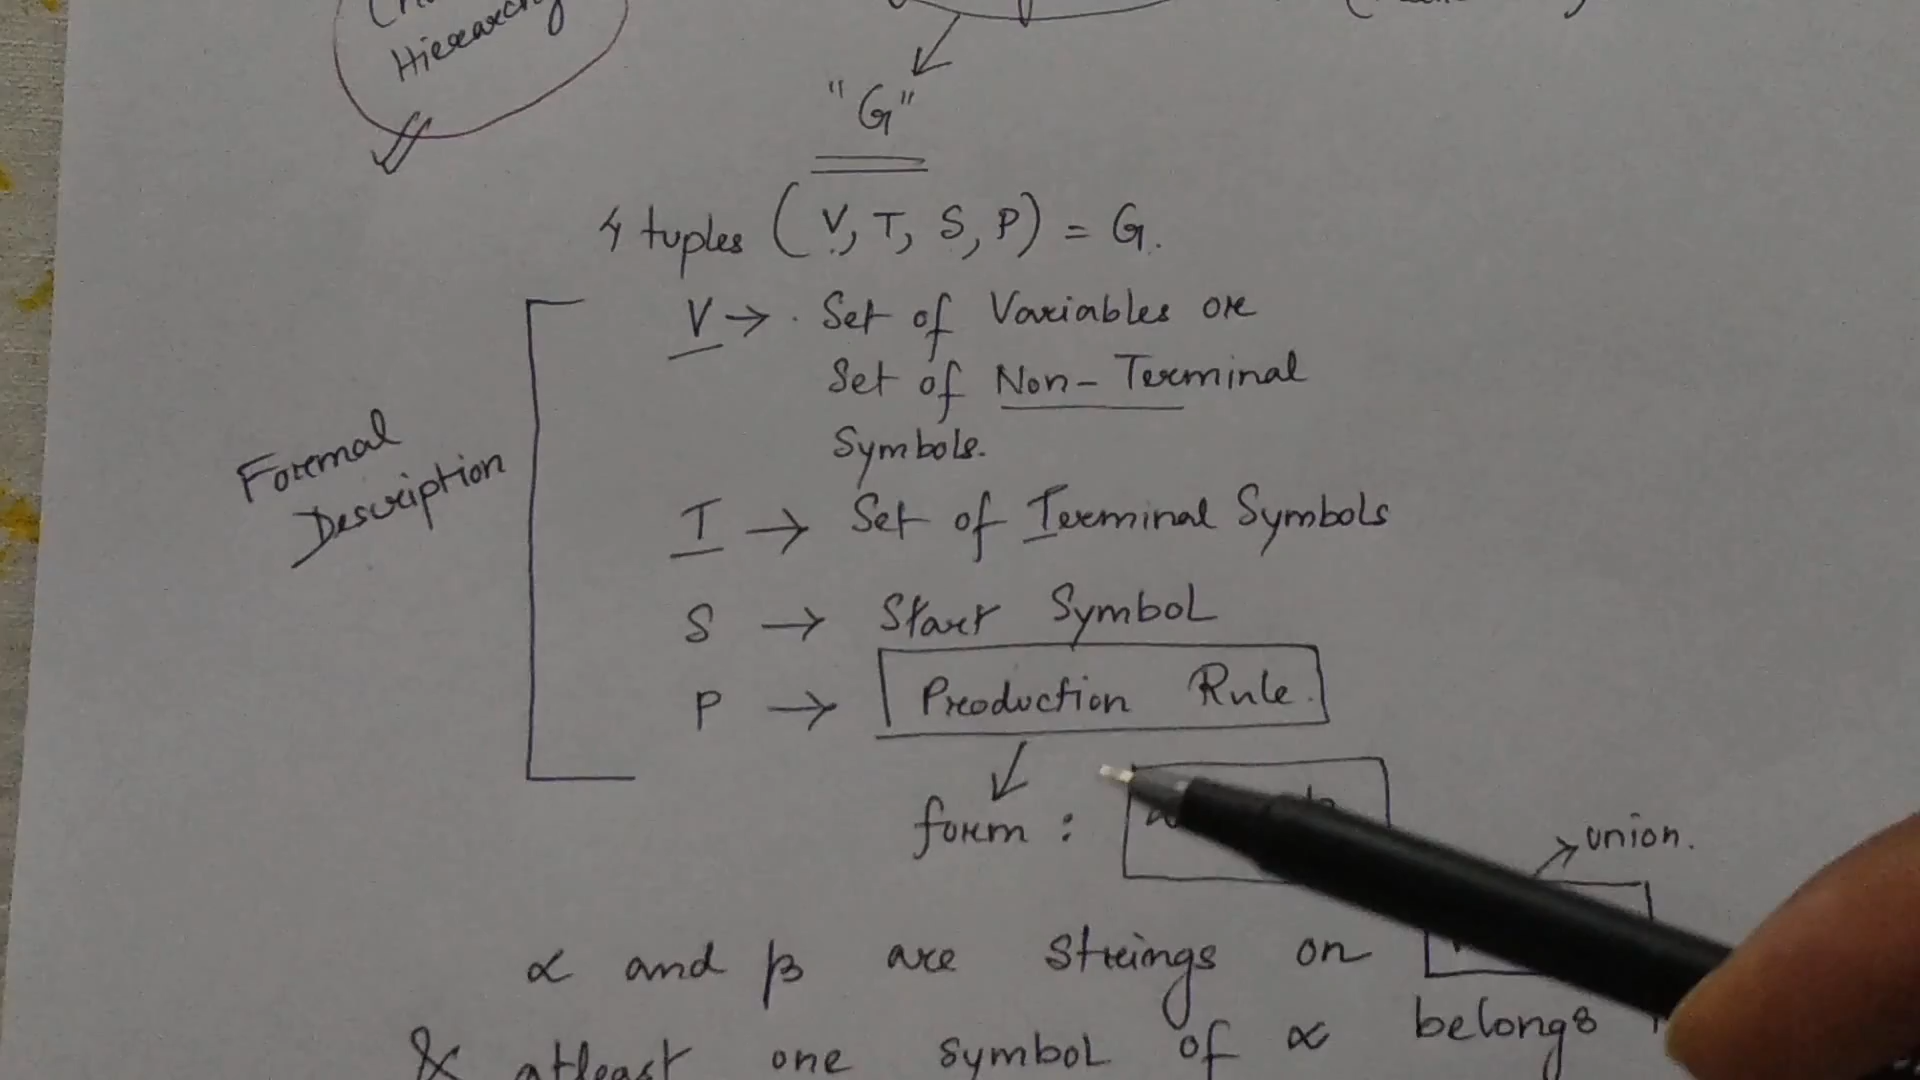 Hierarchy
"G"
4 tuples (V, T, S, P) = G.
V → Set of Variables or
Set of Non-Terminal
Symbols.
Formal
Description
T → Set of Terminal Symbols
S → Start Symbol
P → Production Rule.
form :
union.
α and β are strings on
& atleast one symbol of α belongs